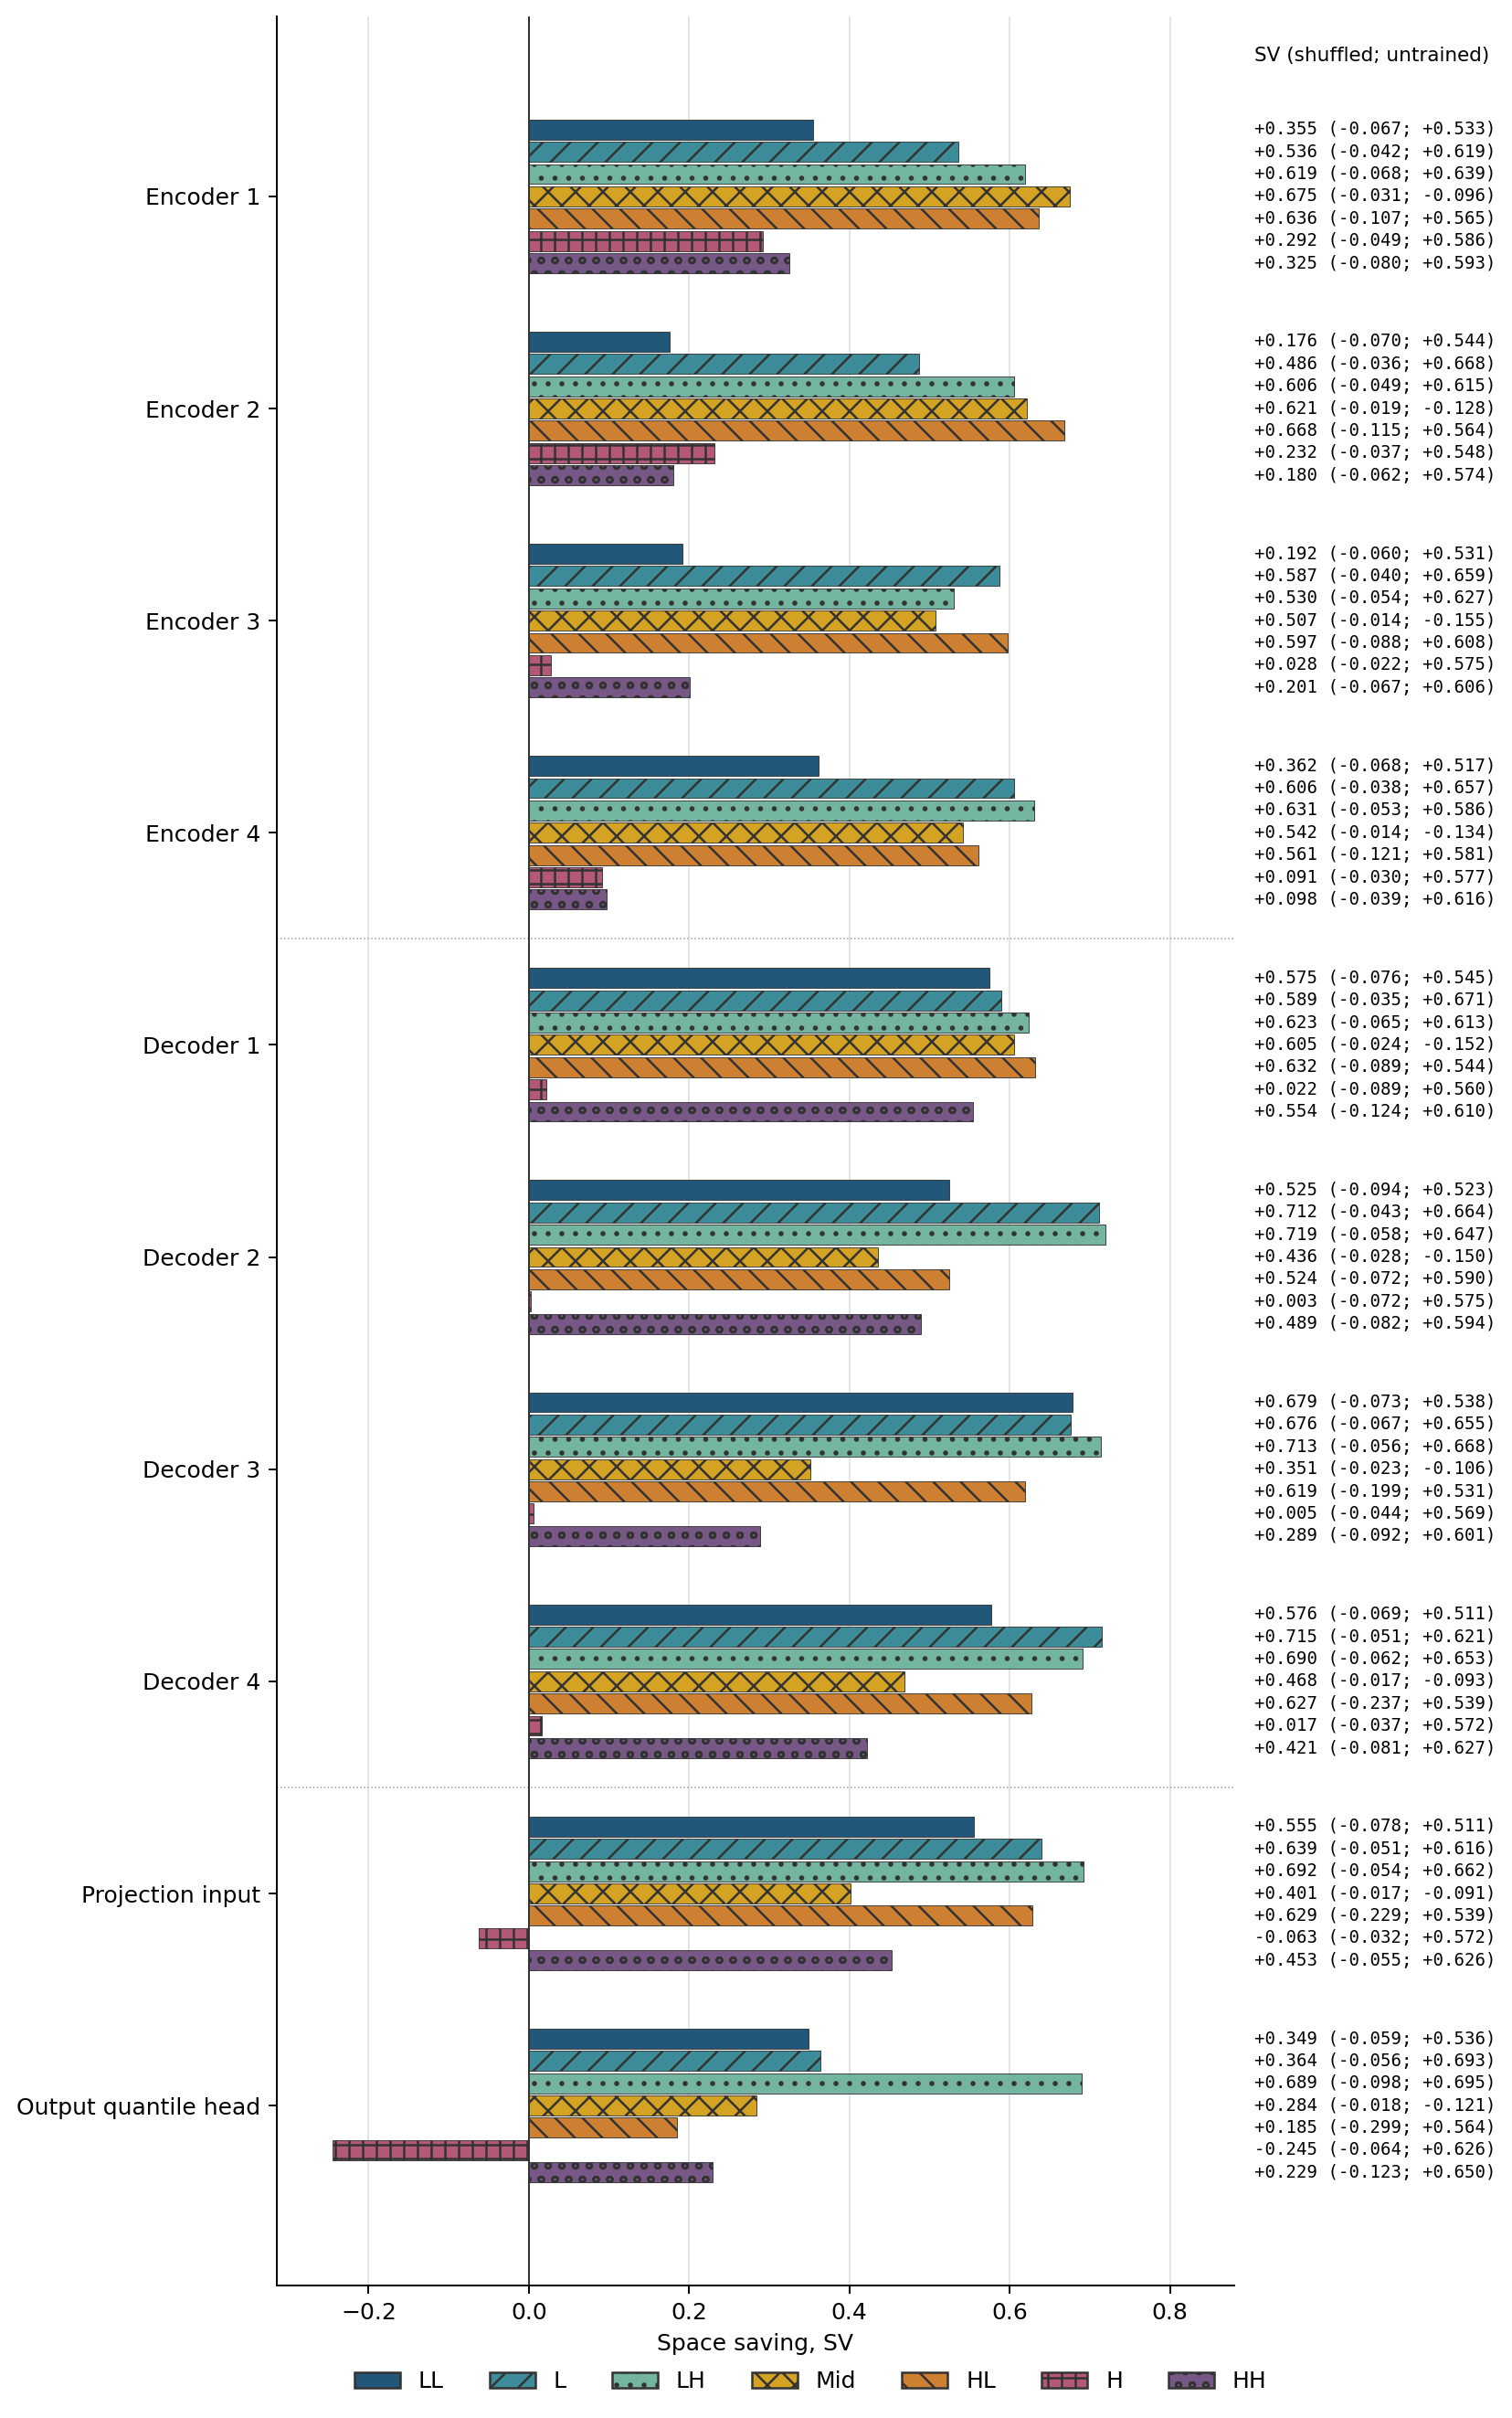 SV (shuffled; untrained)
Encoder 1
+0.355 (-0.067; +0.533)
+0.536 (-0.042; +0.619)
+0.619 (-0.068; +0.639)
+0.675 (-0.031; -0.096)
+0.636 (-0.107; +0.565)
+0.292 (-0.049; +0.586)
+0.325 (-0.080; +0.593)
Encoder 2
+0.176 (-0.070; +0.544)
+0.486 (-0.036; +0.668)
+0.606 (-0.049; +0.615)
+0.621 (-0.019; -0.128)
+0.668 (-0.115; +0.564)
+0.232 (-0.037; +0.548)
+0.180 (-0.062; +0.574)
Encoder 3
+0.192 (-0.060; +0.531)
+0.587 (-0.040; +0.659)
+0.530 (-0.054; +0.627)
+0.507 (-0.014; -0.155)
+0.597 (-0.088; +0.608)
+0.028 (-0.022; +0.575)
+0.201 (-0.067; +0.606)
Encoder 4
+0.362 (-0.068; +0.517)
+0.606 (-0.038; +0.657)
+0.631 (-0.053; +0.586)
+0.542 (-0.014; -0.134)
+0.561 (-0.121; +0.581)
+0.091 (-0.030; +0.577)
+0.098 (-0.039; +0.616)
Decoder 1
+0.575 (-0.076; +0.545)
+0.589 (-0.035; +0.671)
+0.623 (-0.065; +0.613)
+0.605 (-0.024; -0.152)
+0.632 (-0.089; +0.544)
+0.022 (-0.089; +0.560)
+0.554 (-0.124; +0.610)
Decoder 2
+0.525 (-0.094; +0.523)
+0.712 (-0.043; +0.664)
+0.719 (-0.058; +0.647)
+0.436 (-0.028; -0.150)
+0.524 (-0.072; +0.590)
+0.003 (-0.072; +0.575)
+0.489 (-0.082; +0.594)
Decoder 3
+0.679 (-0.073; +0.538)
+0.676 (-0.067; +0.655)
+0.713 (-0.056; +0.668)
+0.351 (-0.023; -0.106)
+0.619 (-0.199; +0.531)
+0.005 (-0.044; +0.569)
+0.289 (-0.092; +0.601)
Decoder 4
+0.576 (-0.069; +0.511)
+0.715 (-0.051; +0.621)
+0.690 (-0.062; +0.653)
+0.468 (-0.017; -0.093)
+0.627 (-0.237; +0.539)
+0.017 (-0.037; +0.572)
+0.421 (-0.081; +0.627)
Projection input
+0.555 (-0.078; +0.511)
+0.639 (-0.051; +0.616)
+0.692 (-0.054; +0.662)
+0.401 (-0.017; -0.091)
+0.629 (-0.229; +0.539)
-0.063 (-0.032; +0.572)
+0.453 (-0.055; +0.626)
Output quantile head
+0.349 (-0.059; +0.536)
+0.364 (-0.056; +0.693)
+0.689 (-0.098; +0.695)
+0.284 (-0.018; -0.121)
+0.185 (-0.299; +0.564)
-0.245 (-0.064; +0.626)
+0.229 (-0.123; +0.650)
−0.2 0.0 0.2 0.4 0.6 0.8
Space saving, SV
LL L LH Mid HL H HH